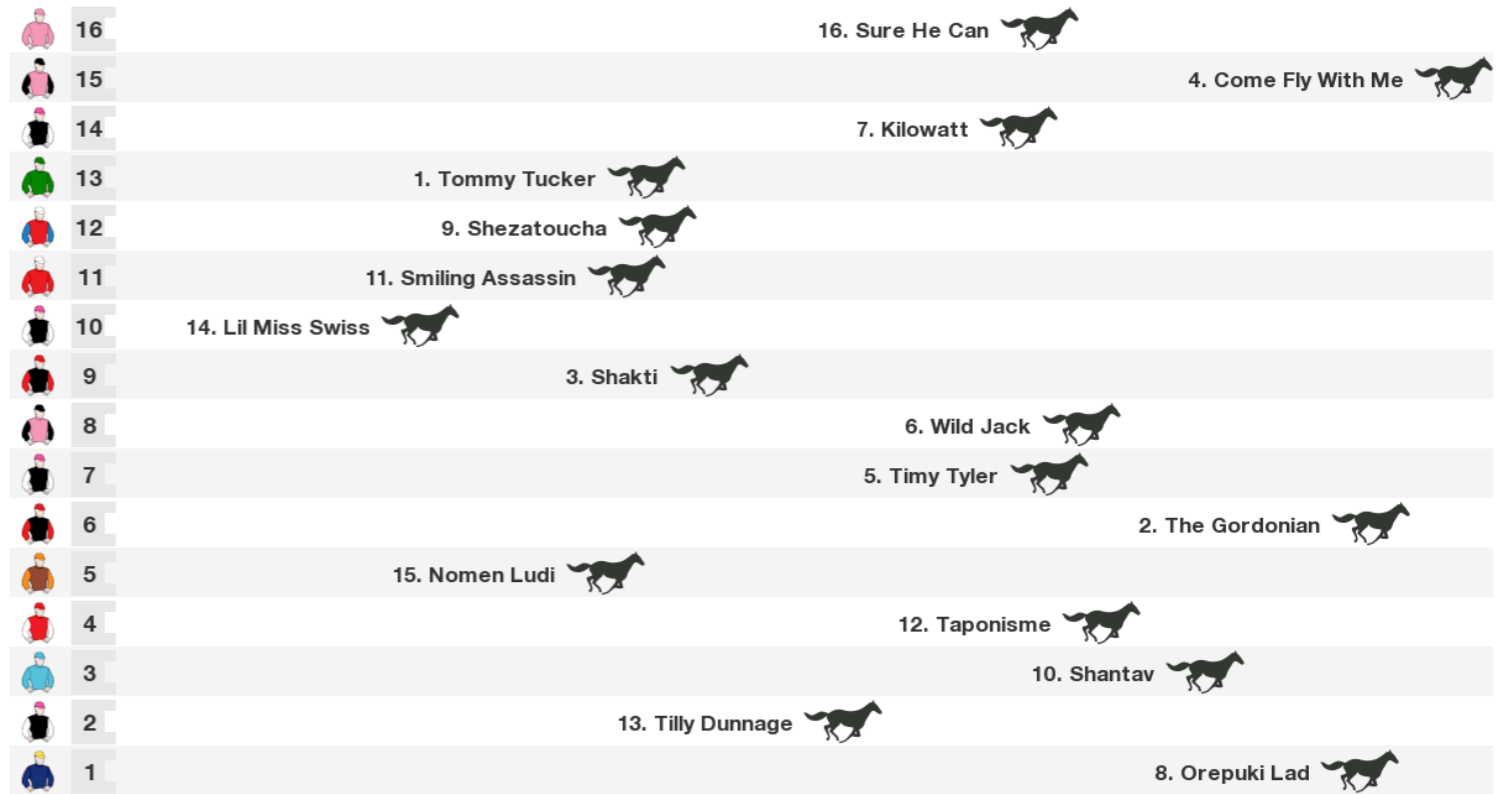 16 16. Sure He Can
15 4. Come Fly With Me
14 7. Kilowatt
13 1. Tommy Tucker
12 9. Shezatoucha
11 11. Smiling Assassin
10 14. Lil Miss Swiss
9 3. Shakti
8 6. Wild Jack
7 5. Timy Tyler
6 2. The Gordonian
5 15. Nomen Ludi
4 12. Taponisme
3 10. Shantav
2 13. Tilly Dunnage
1 8. Orepuki Lad